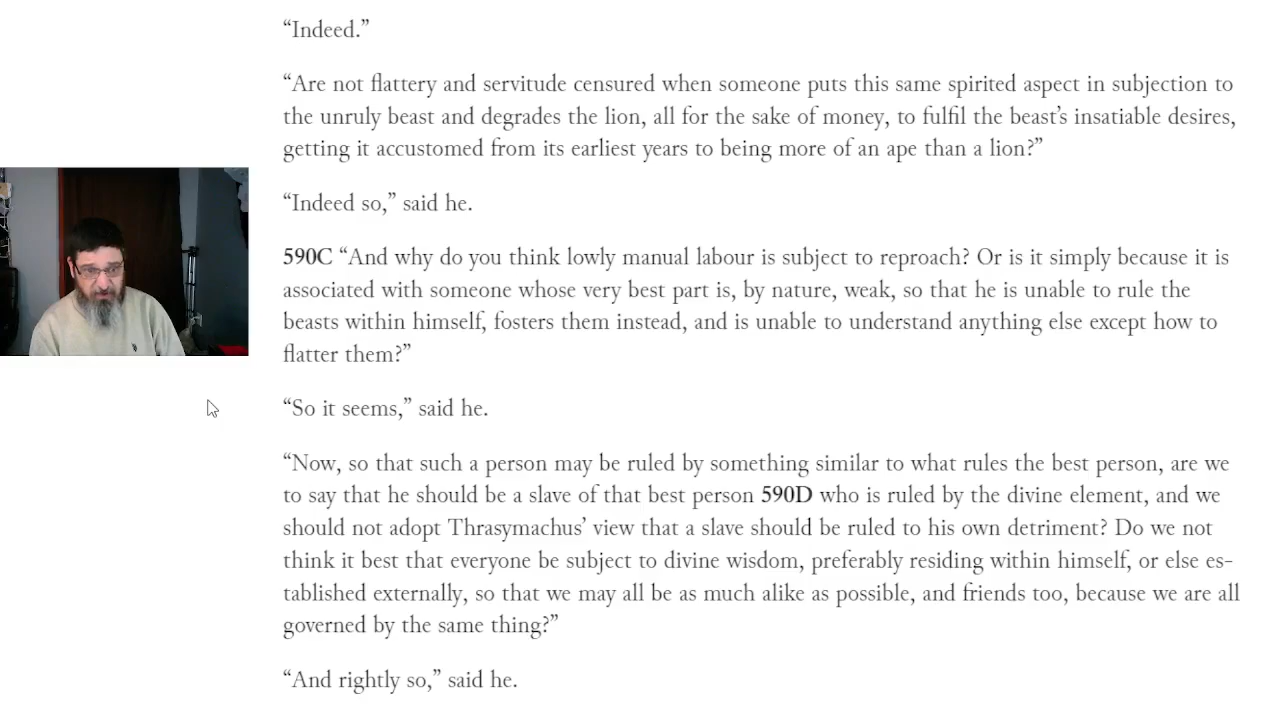 “Indeed.”
“Are not flattery and servitude censured when someone puts this same spirited aspect in subjection to
the unruly beast and degrades the lion, all for the sake of money, to fulfil the beast’s insatiable desires,
getting it accustomed from its earliest years to being more of an ape than a lion?”
“Indeed so,” said he.
590C “And why do you think lowly manual labour is subject to reproach? Or is it simply because it is
associated with someone whose very best part is, by nature, weak, so that he is unable to rule the
beasts within himself, fosters them instead, and is unable to understand anything else except how to
flatter them?”
“So it seems,” said he.
“Now, so that such a person may be ruled by something similar to what rules the best person, are we
to say that he should be a slave of that best person 590D who is ruled by the divine element, and we
should not adopt Thrasymachus’ view that a slave should be ruled to his own detriment? Do we not
think it best that everyone be subject to divine wisdom, preferably residing within himself, or else es-
tablished externally, so that we may all be as much alike as possible, and friends too, because we are all
governed by the same thing?”
“And rightly so,” said he.